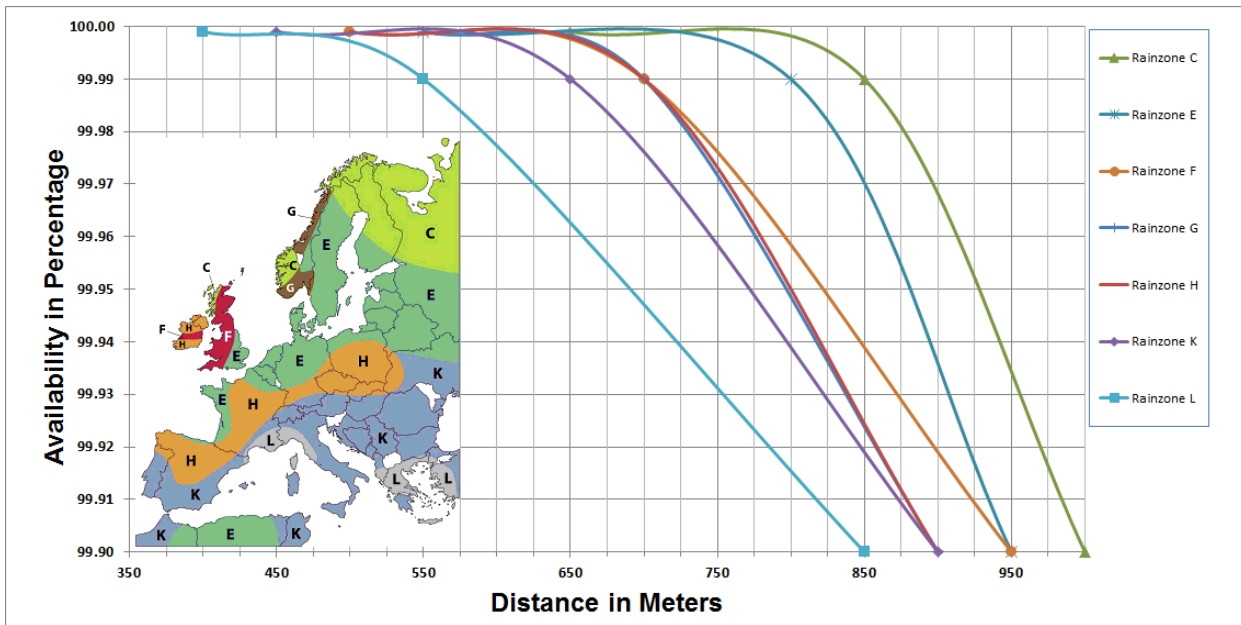 100.00
99.99
99.98
99.97
99.96
99.95
99.94
99.93
99.92
99.91
99.90
Availability in Percentage
350
450
550
650
750
850
950
Distance in Meters
Rainzone C
Rainzone E
Rainzone F
Rainzone G
Rainzone H
Rainzone K
Rainzone L
G
E
C
C
C
G
E
F
H
F
H
E
E
H
K
E
H
L
K
H
L
L
K
K
E
K